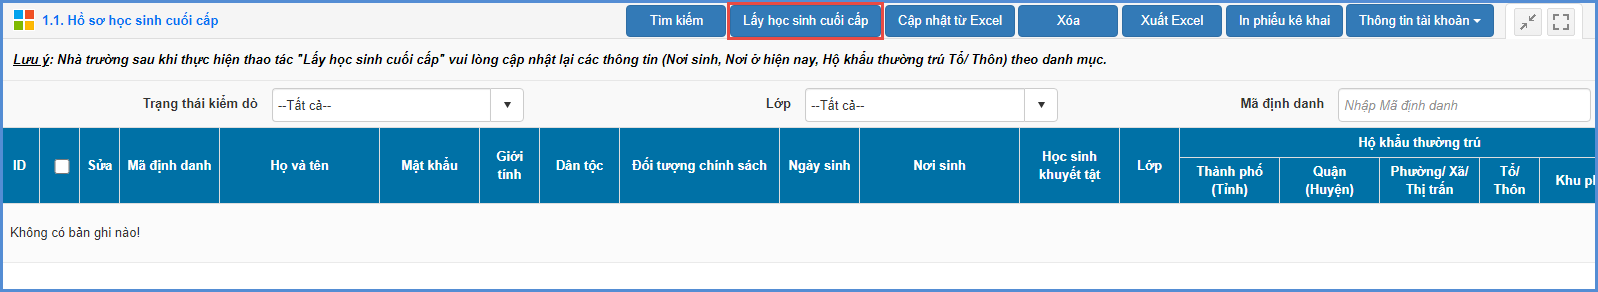 1.1. Hồ sơ học sinh cuối cấp
Tìm kiếm
Lấy học sinh cuối cấp
Cập nhật từ Excel
Xóa
Xuất Excel
In phiếu kê khai
Thông tin tài khoản
Lưu ý: Nhà trường sau khi thực hiện thao tác "Lấy học sinh cuối cấp" vui lòng cập nhật lại các thông tin (Nơi sinh, Nơi ở hiện nay, Hộ khẩu thường trú Tổ/ Thôn) theo danh mục.
Trạng thái kiểm dò
--Tất cả--
Lớp
--Tất cả--
Mã định danh
Nhập Mã định danh
ID
Sửa
Mã định danh
Họ và tên
Mật khẩu
Giới
tính
Dân tộc
Đối tượng chính sách
Ngày sinh
Nơi sinh
Học sinh
khuyết tật
Lớp
Hộ khẩu thường trú
Thành phố
(Tỉnh)
Quận
(Huyện)
Phường/ Xã/
Thị trấn
Tổ/
Thôn
Khu
Không có bản ghi nào!